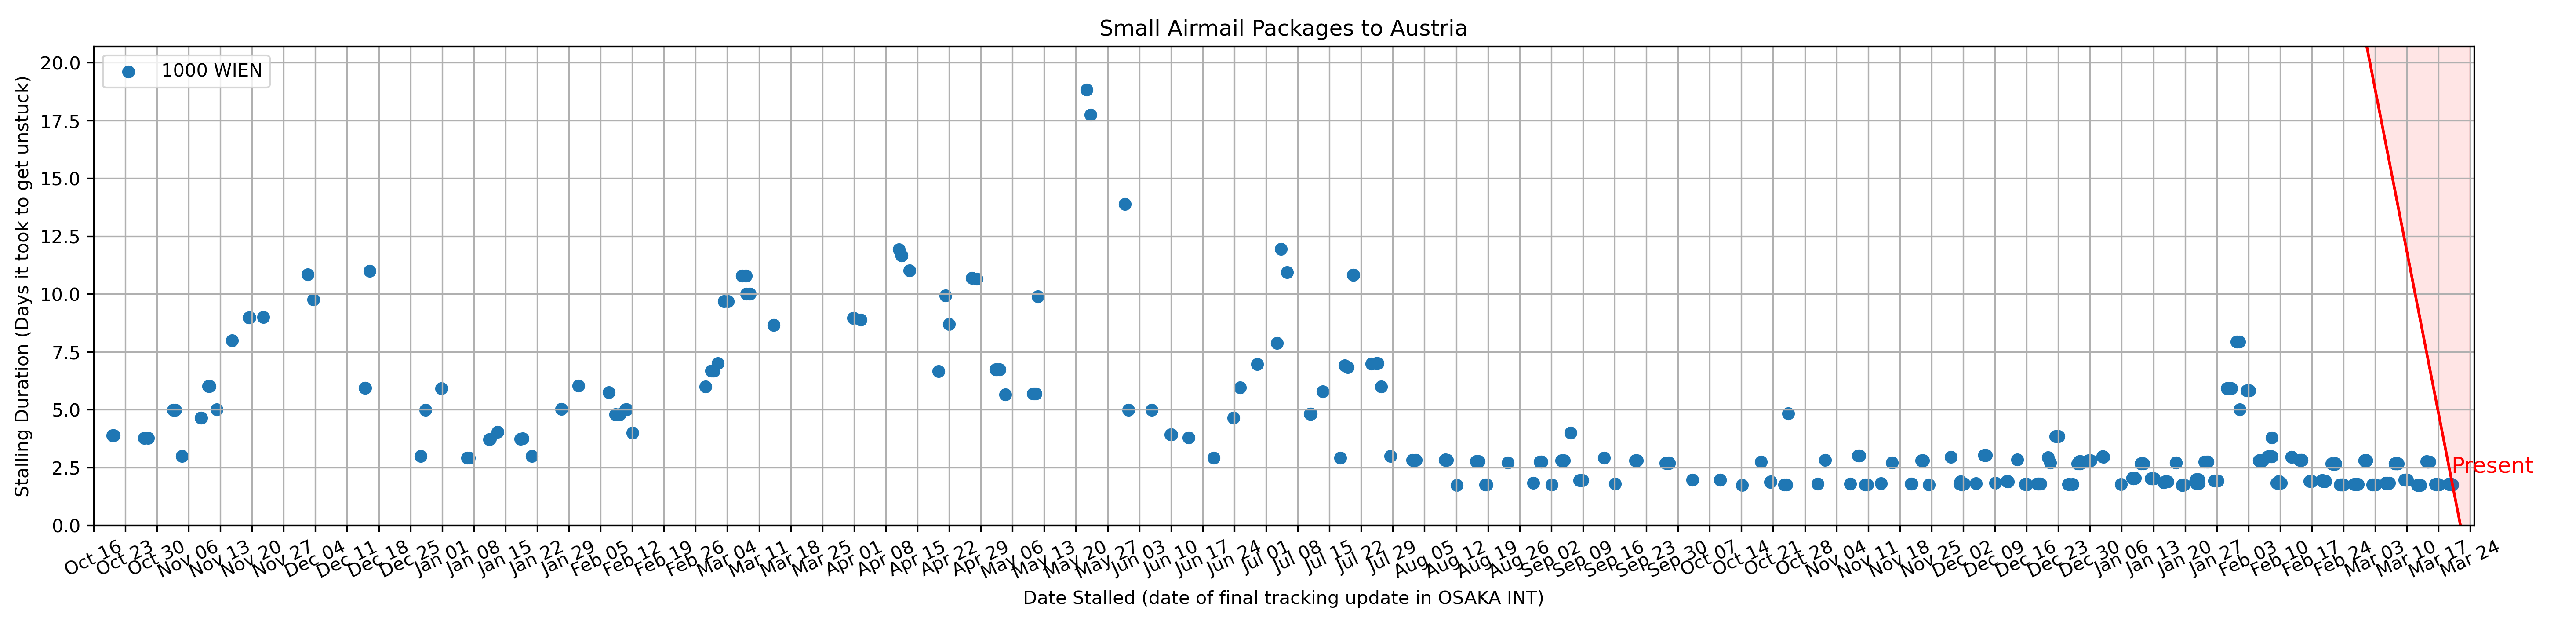 Small Airmail Packages to Austria
1000 WIEN
Stalling Duration (Days it took to get unstuck)
20.0
17.5
15.0
12.5
10.0
7.5
5.0
2.5
0.0
Present
Oct 16 Oct 23 Oct 30 Nov 06 Nov 13 Nov 20 Nov 27 Dec 04 Dec 11 Dec 18 Dec 25 Jan 01 Jan 08 Jan 15 Jan 22 Jan 29 Feb 05 Feb 12 Feb 19 Feb 26 Mar 04 Mar 11 Mar 18 Mar 25 Apr 01 Apr 08 Apr 15 Apr 22 Apr 29 May 06 May 13 May 20 May 27 Jun 03 Jun 10 Jun 17 Jun 24 Jul 01 Jul 08 Jul 15 Jul 22 Jul 29 Aug 05 Aug 12 Aug 19 Aug 26 Sep 02 Sep 09 Sep 16 Sep 23 Sep 30 Oct 07 Oct 14 Oct 21 Oct 28 Nov 04 Nov 11 Nov 18 Nov 25 Dec 02 Dec 09 Dec 16 Dec 23 Dec 30 Jan 06 Jan 13 Jan 20 Jan 27 Feb 03 Feb 10 Feb 17 Feb 24 Mar 03 Mar 10 Mar 17 Mar 24
Date Stalled (date of final tracking update in OSAKA INT)